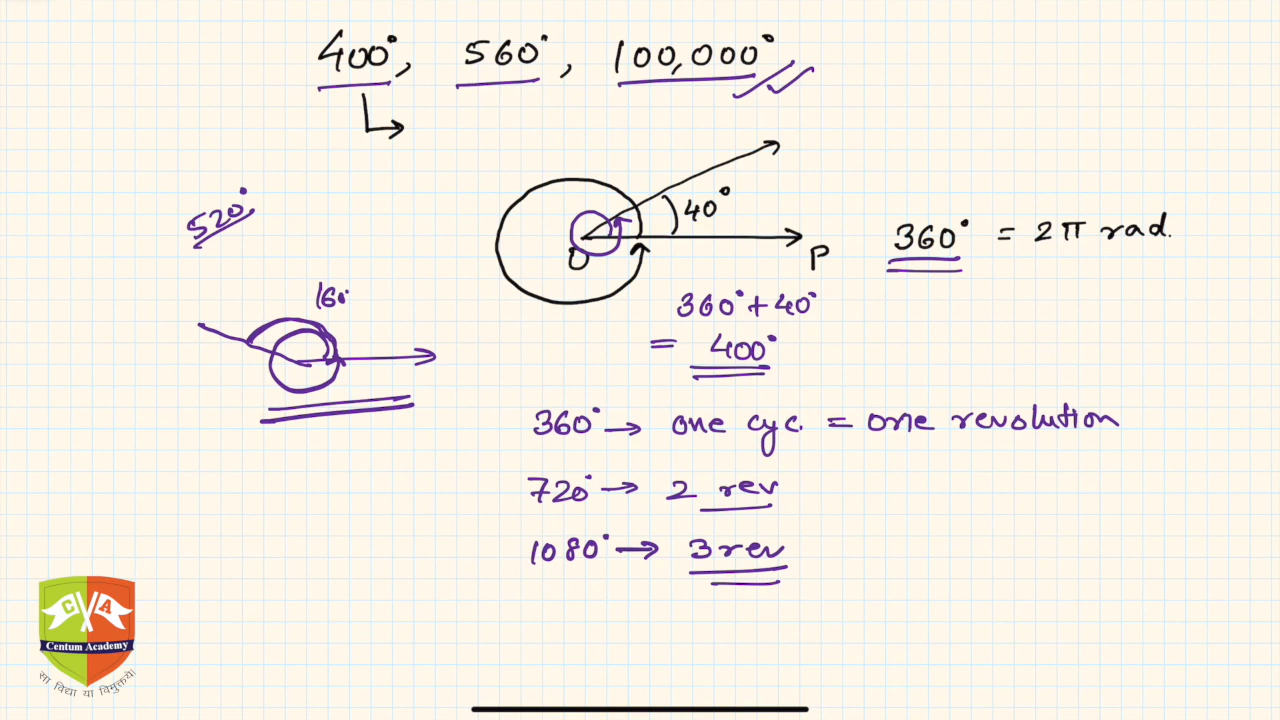 400°, 560°, 100,000°
520°
40°
O
P
360° = 2π rad.
160°
360° + 40°
= 400°
360° → one cyc. = one revolution
720° → 2 rev
1080° → 3 rev
C A
Centum Academy
सा विद्या या विमुक्तये।